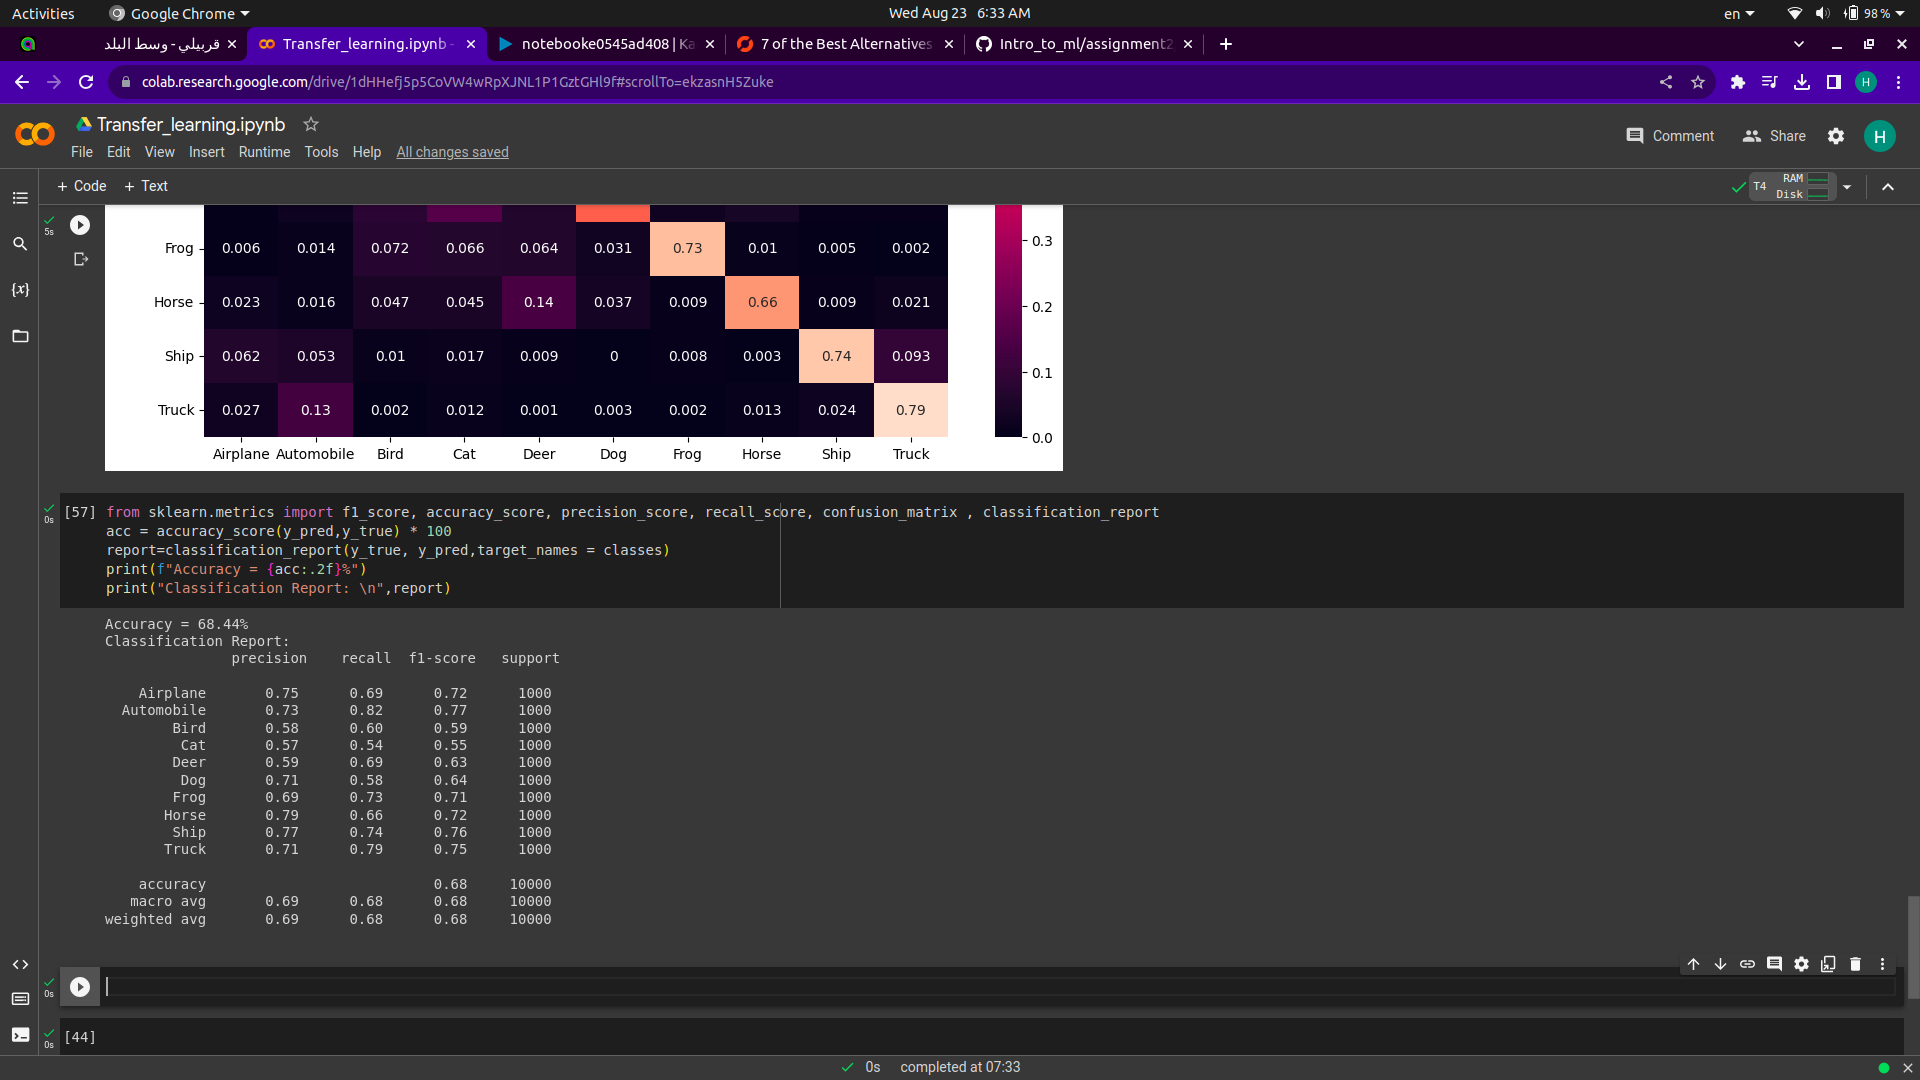 Activities
Google Chrome
Wed Aug 23 6:33 AM
en
98 %
قربيلي - وسط البلد
Transfer_learning.ipynb -
notebooke0545ad408 | Ka
7 of the Best Alternatives
Intro_to_ml/assignment2
colab.research.google.com/drive/1dHHefj5p5CoVW4wRpXJNL1P1GztGHl9f#scrollTo=ekzasnH5Zuke
H
Transfer_learning.ipynb
Comment
Share
H
File Edit View Insert Runtime Tools Help All changes saved
+ Code + Text
T4 RAM
Disk
5s
Frog 0.006 0.014 0.072 0.066 0.064 0.031 0.73 0.01 0.005 0.002
Horse 0.023 0.016 0.047 0.045 0.14 0.037 0.009 0.66 0.009 0.021
Ship 0.062 0.053 0.01 0.017 0.009 0 0.008 0.003 0.74 0.093
Truck 0.027 0.13 0.002 0.012 0.001 0.003 0.002 0.013 0.024 0.79
Airplane Automobile Bird Cat Deer Dog Frog Horse Ship Truck
0.3
0.2
0.1
0.0
{x}
0s
[57] from sklearn.metrics import f1_score, accuracy_score, precision_score, recall_score, confusion_matrix , classification_report
acc = accuracy_score(y_pred,y_true) * 100
report=classification_report(y_true, y_pred,target_names = classes)
print(f"Accuracy = {acc:.2f}%")
print("Classification Report: \n",report)
Accuracy = 68.44%
Classification Report:
precision recall f1-score support
Airplane 0.75 0.69 0.72 1000
Automobile 0.73 0.82 0.77 1000
Bird 0.58 0.60 0.59 1000
Cat 0.57 0.54 0.55 1000
Deer 0.59 0.69 0.63 1000
Dog 0.71 0.58 0.64 1000
Frog 0.69 0.73 0.71 1000
Horse 0.79 0.66 0.72 1000
Ship 0.77 0.74 0.76 1000
Truck 0.71 0.79 0.75 1000
accuracy 0.68 10000
macro avg 0.69 0.68 0.68 10000
weighted avg 0.69 0.68 0.68 10000
0s
[44]
0s
0s completed at 07:33